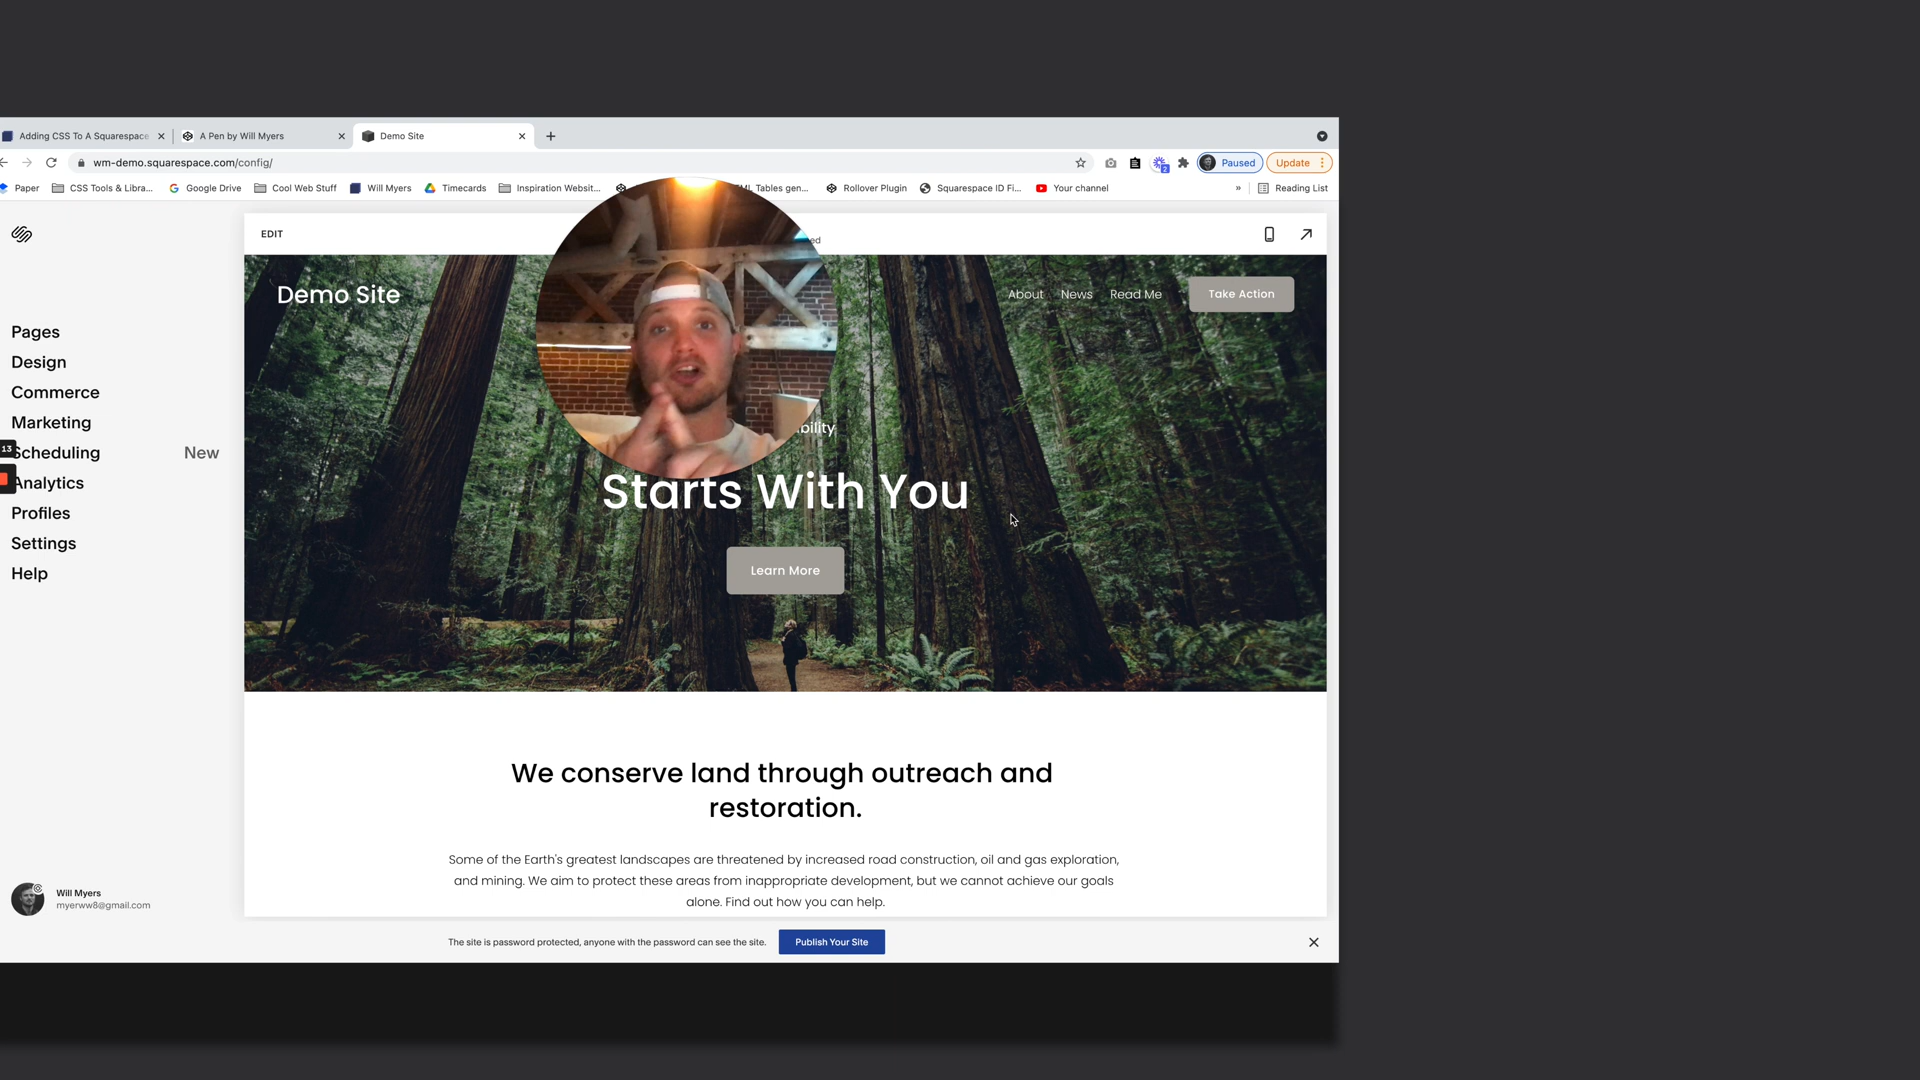 Adding CSS To A Squarespace
A Pen by Will Myers
Demo Site
wm-demo.squarespace.com/config/
Paused
Update
Paper
CSS Tools & Libra...
Google Drive
Cool Web Stuff
Will Myers
Timecards
Inspiration Websit...
Tables gen...
Rollover Plugin
Squarespace ID Fi...
Your channel
»
Reading List
EDIT
Demo Site
About
News
Read Me
Take Action
Pages
Design
Commerce
Marketing
13
Scheduling
New
Analytics
Profiles
Settings
Help
Starts With You
Learn More
We conserve land through outreach and
restoration.
Some of the Earth's greatest landscapes are threatened by increased road construction, oil and gas exploration,
and mining. We aim to protect these areas from inappropriate development, but we cannot achieve our goals
alone. Find out how you can help.
Will Myers
myerww8@gmail.com
The site is password protected, anyone with the password can see the site.
Publish Your Site